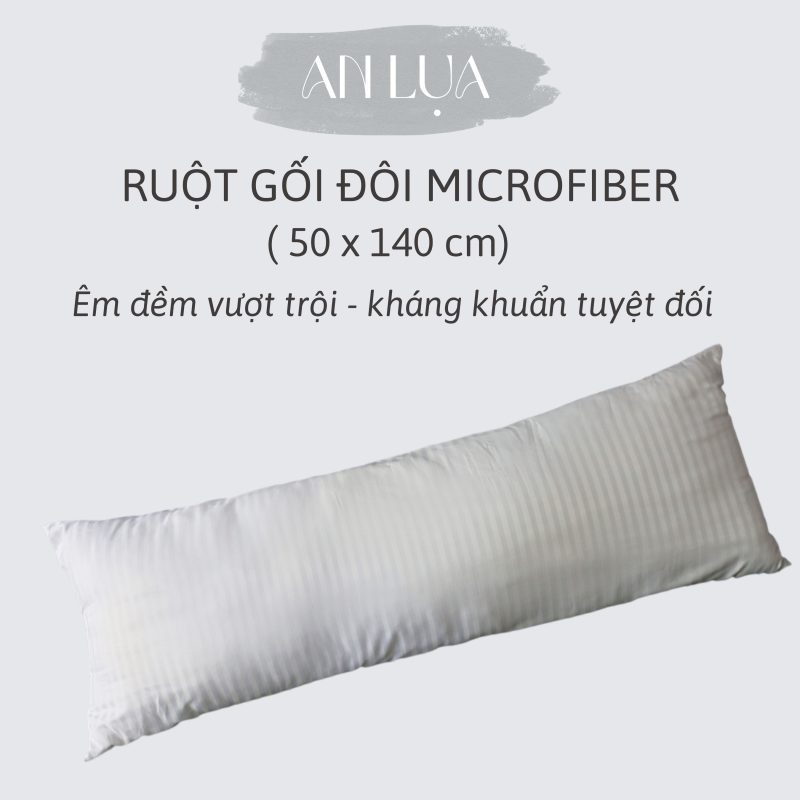 AN LỤA
RUỘT GỐI ĐÔI MICROFIBER
( 50 x 140 cm)
Êm đềm vượt trội - kháng khuẩn tuyệt đối